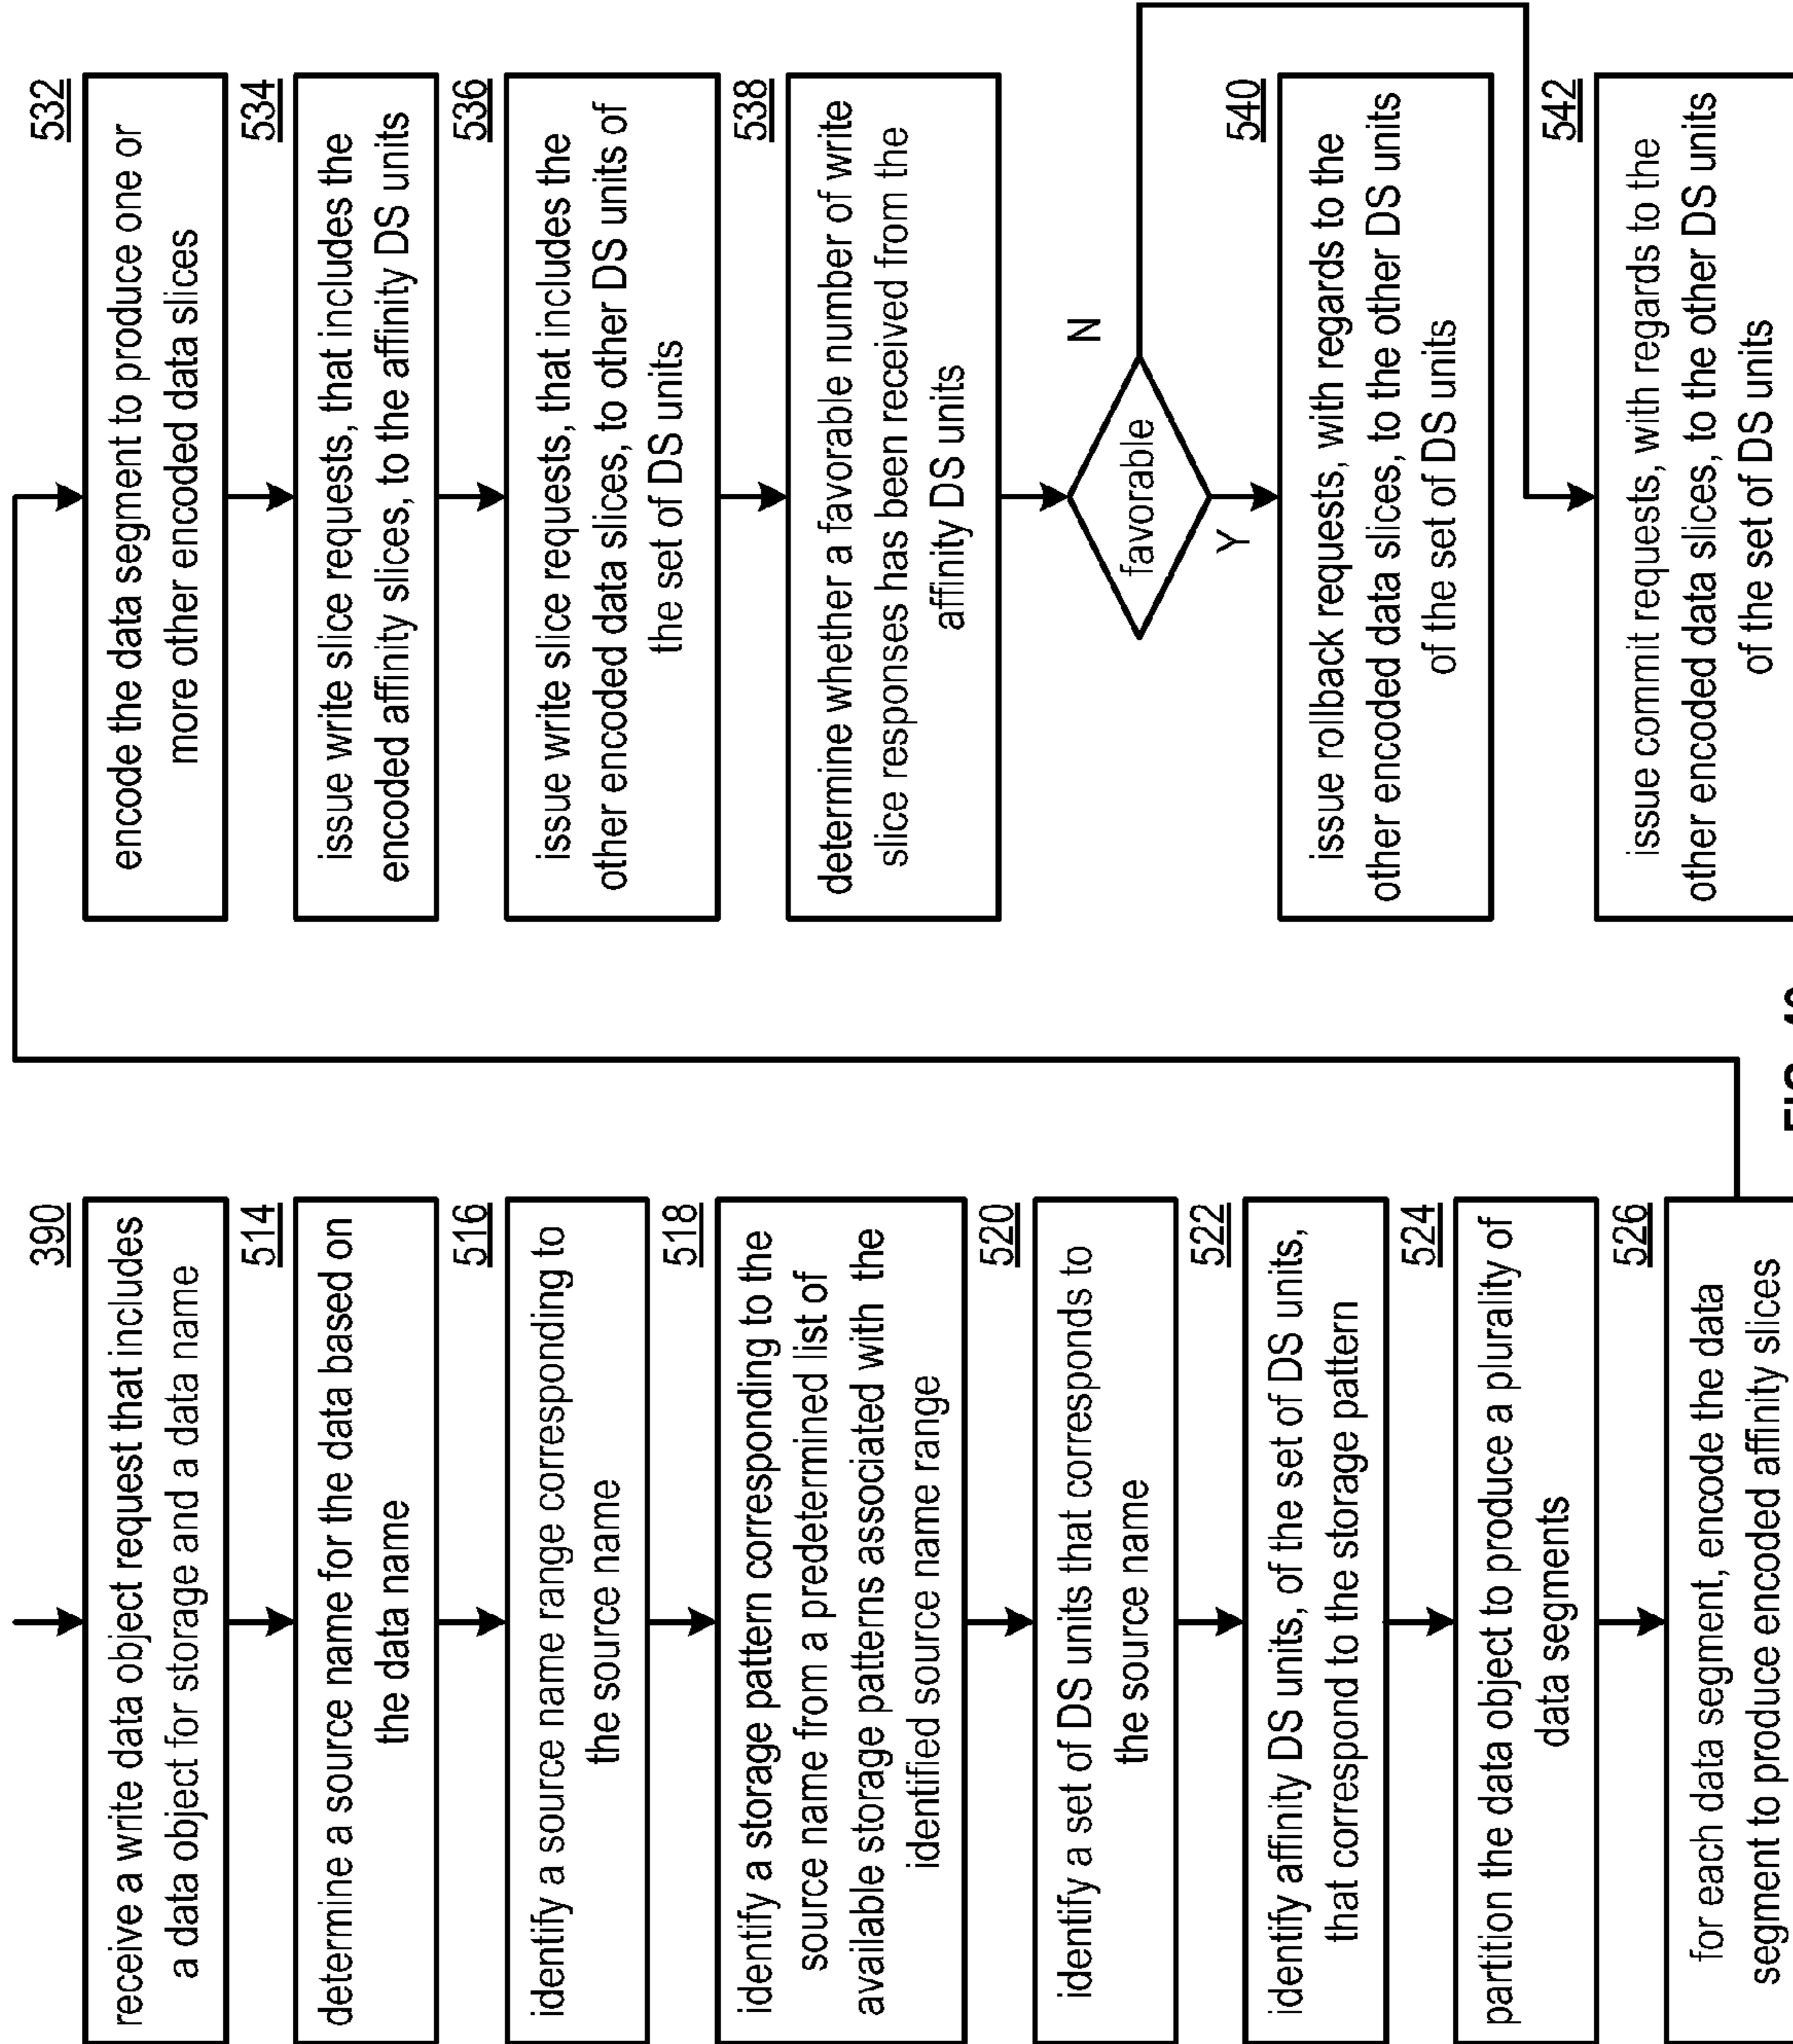 390
receive a write data object request that includes
a data object for storage and a data name
514
determine a source name for the data based on
the data name
516
identify a source name range corresponding to
the source name
518
identify a storage pattern corresponding to the
source name from a predetermined list of
available storage patterns associated with the
identified source name range
520
identify a set of DS units that corresponds to
the source name
522
identify affinity DS units, of the set of DS units,
that correspond to the storage pattern
524
partition the data object to produce a plurality of
data segments
526
for each data segment, encode the data
segment to produce encoded affinity slices
532
encode the data segment to produce one or
more other encoded data slices
534
issue write slice requests, that includes the
encoded affinity slices, to the affinity DS units
536
issue write slice requests, that includes the
other encoded data slices, to other DS units of
the set of DS units
538
determine whether a favorable number of write
slice responses has been received from the
affinity DS units
favorable
N
Y
540
issue rollback requests, with regards to the
other encoded data slices, to the other DS units
of the set of DS units
542
issue commit requests, with regards to the
other encoded data slices, to the other DS units
of the set of DS units